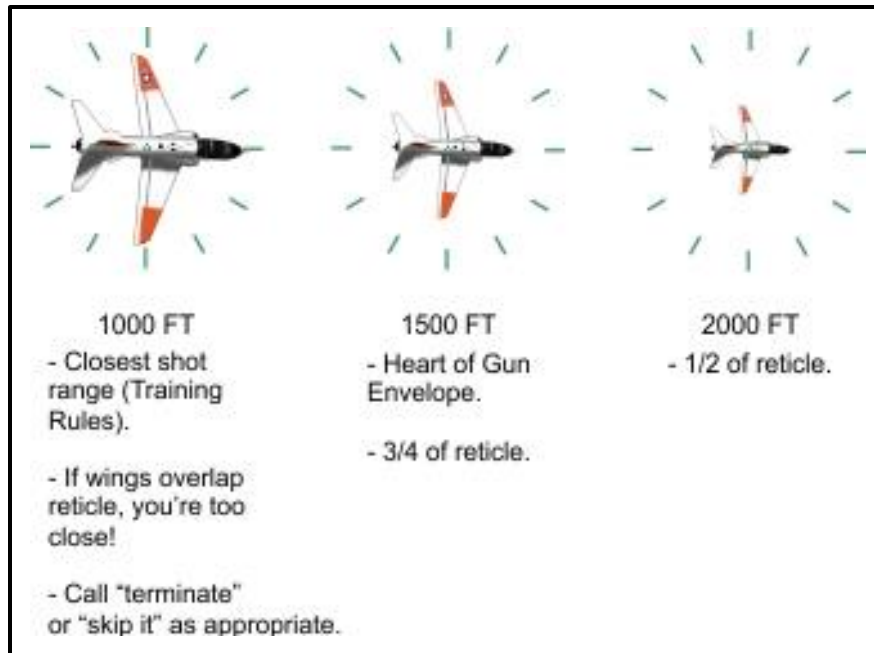 1000 FT
- Closest shot
range (Training
Rules).
- If wings overlap
reticle, you're too
close!
- Call “terminate”
or “skip it” as appropriate.
1500 FT
- Heart of Gun
Envelope.
- 3/4 of reticle.
2000 FT
- 1/2 of reticle.